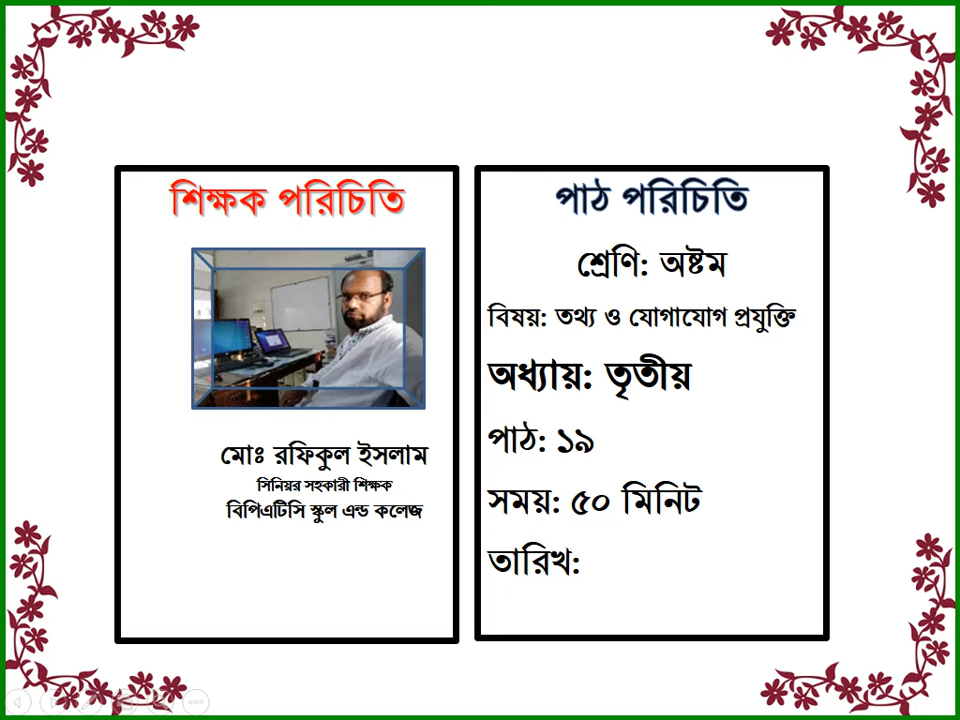 শিক্ষক পরিচিতি
মোঃ রফিকুল ইসলাম
সিনিয়র সহকারী শিক্ষক
বিপিএটিসি স্কুল এন্ড কলেজ
পাঠ পরিচিতি
শ্রেণি: অষ্টম
বিষয়: তথ্য ও যোগাযোগ প্রযুক্তি
অধ্যায়: তৃতীয়
পাঠ: ১৯
সময়: ৫০ মিনিট
তারিখ: